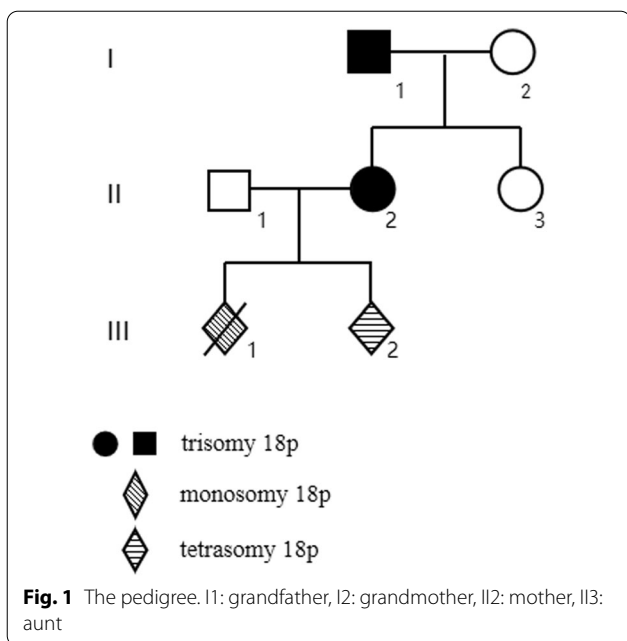 I
1
2
II
1
2
3
III
1
2
trisomy 18p
monosomy 18p
tetrasomy 18p
Fig. 1 The pedigree. I1: grandfather, I2: grandmother, II2: mother, II3:
aunt